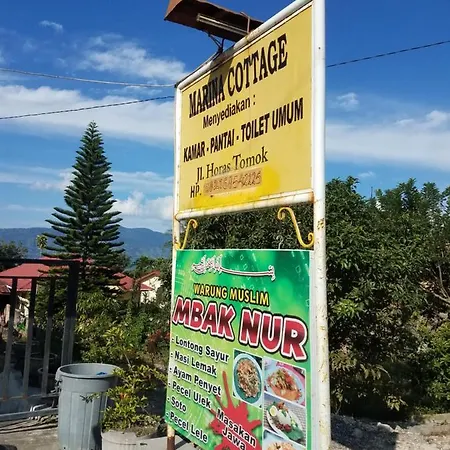 MARINA COTTAGE
Menyediakan :
KAMAR - PANTAI - TOILET UMUM
Jl. Horas Tomok
HP.
WARUNG MUSLIM
MBAK NUR
- Lontong Sayur
- Nasi Lemak
- Ayam Penyet
- Pecel Ulek
- Soto
- Pecel Lele
Masakan
Jawa